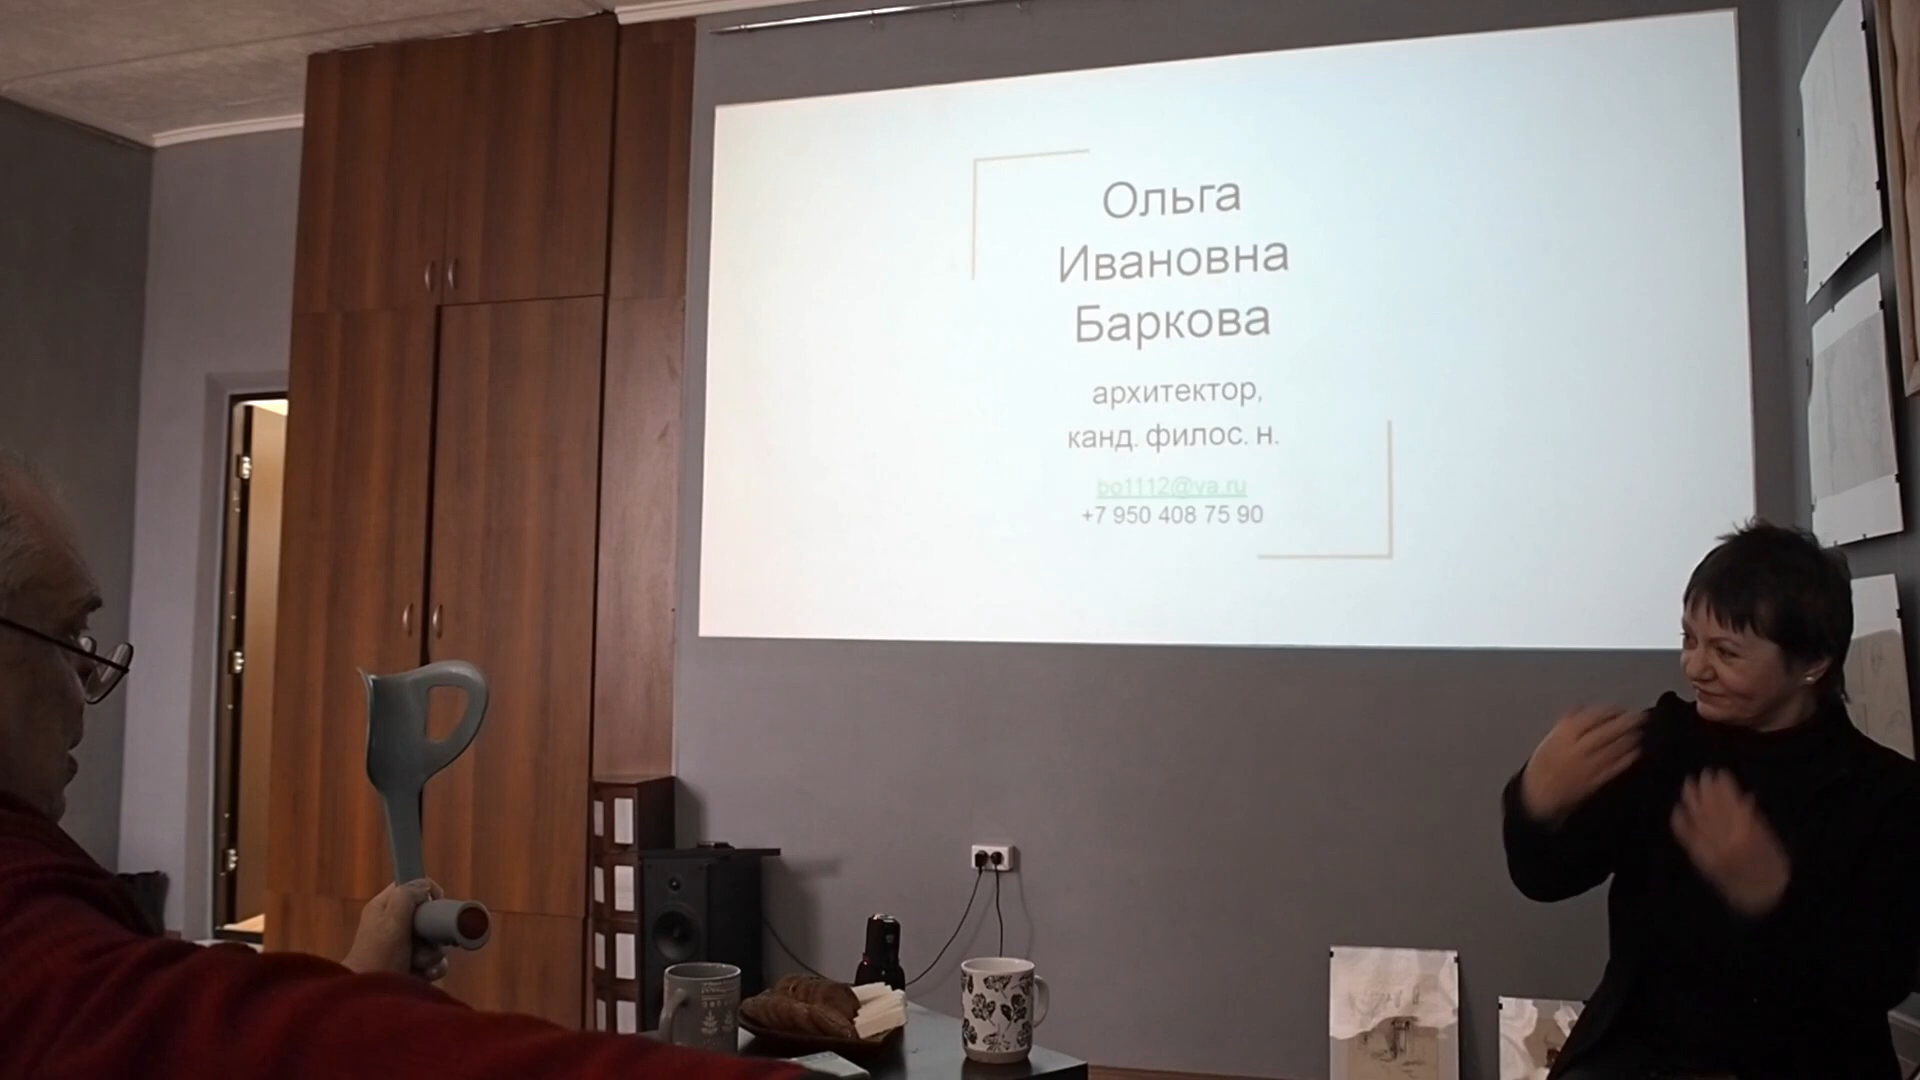 Ольга
Ивановна
Баркова
архитектор,
канд. филос. н.
bo1112@ya.ru
+7 950 408 75 90